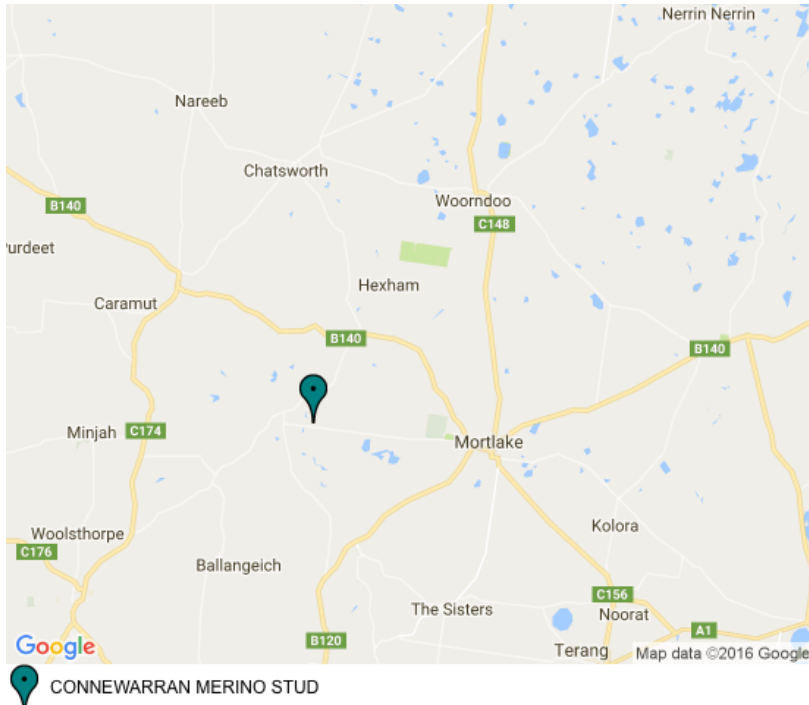 Nerrin Nerrin
Nareeb
Chatsworth
B140
Woorndoo
C148
Purdeet
Hexham
Caramut
B140
B140
Minjah
C174
Mortlake
Woolsthorpe
Kolora
C176
Ballangeich
C156
The Sisters
Noorat
A1
B120
Terang
Google
Map data ©2016 Google
CONNEWARRAN MERINO STUD